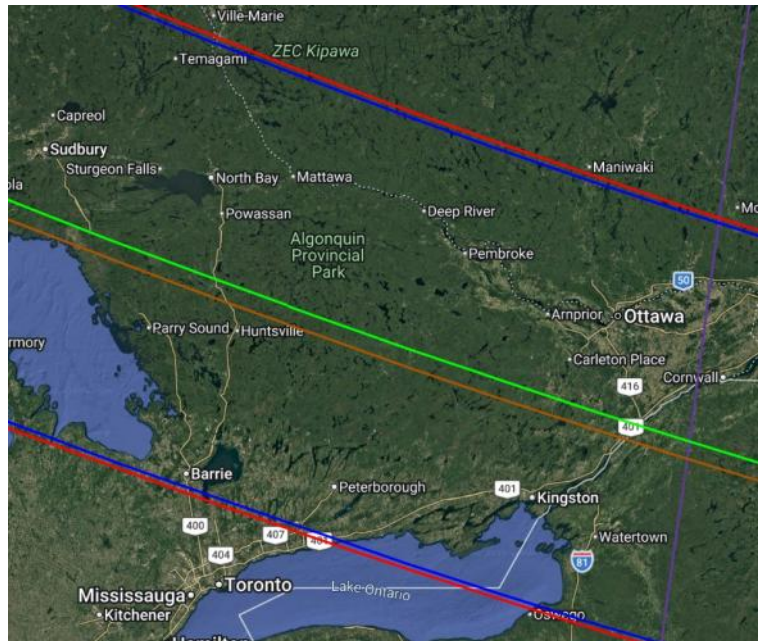 Ville-Marie
ZEC Kipawa
Temagami
Capreol
Sudbury
Sturgeon Falls
North Bay
Mattawa
Maniwaki
Powassan
Deep River
Algonquin
Provincial
Park
Pembroke
50
Arnprior
Ottawa
Parry Sound
Huntsville
Carleton Place
Cornwall
416
401
Barrie
Peterborough
401
Kingston
400
407
401
404
Watertown
81
Mississauga
Toronto
Lake Ontario
Kitchener
Oswego